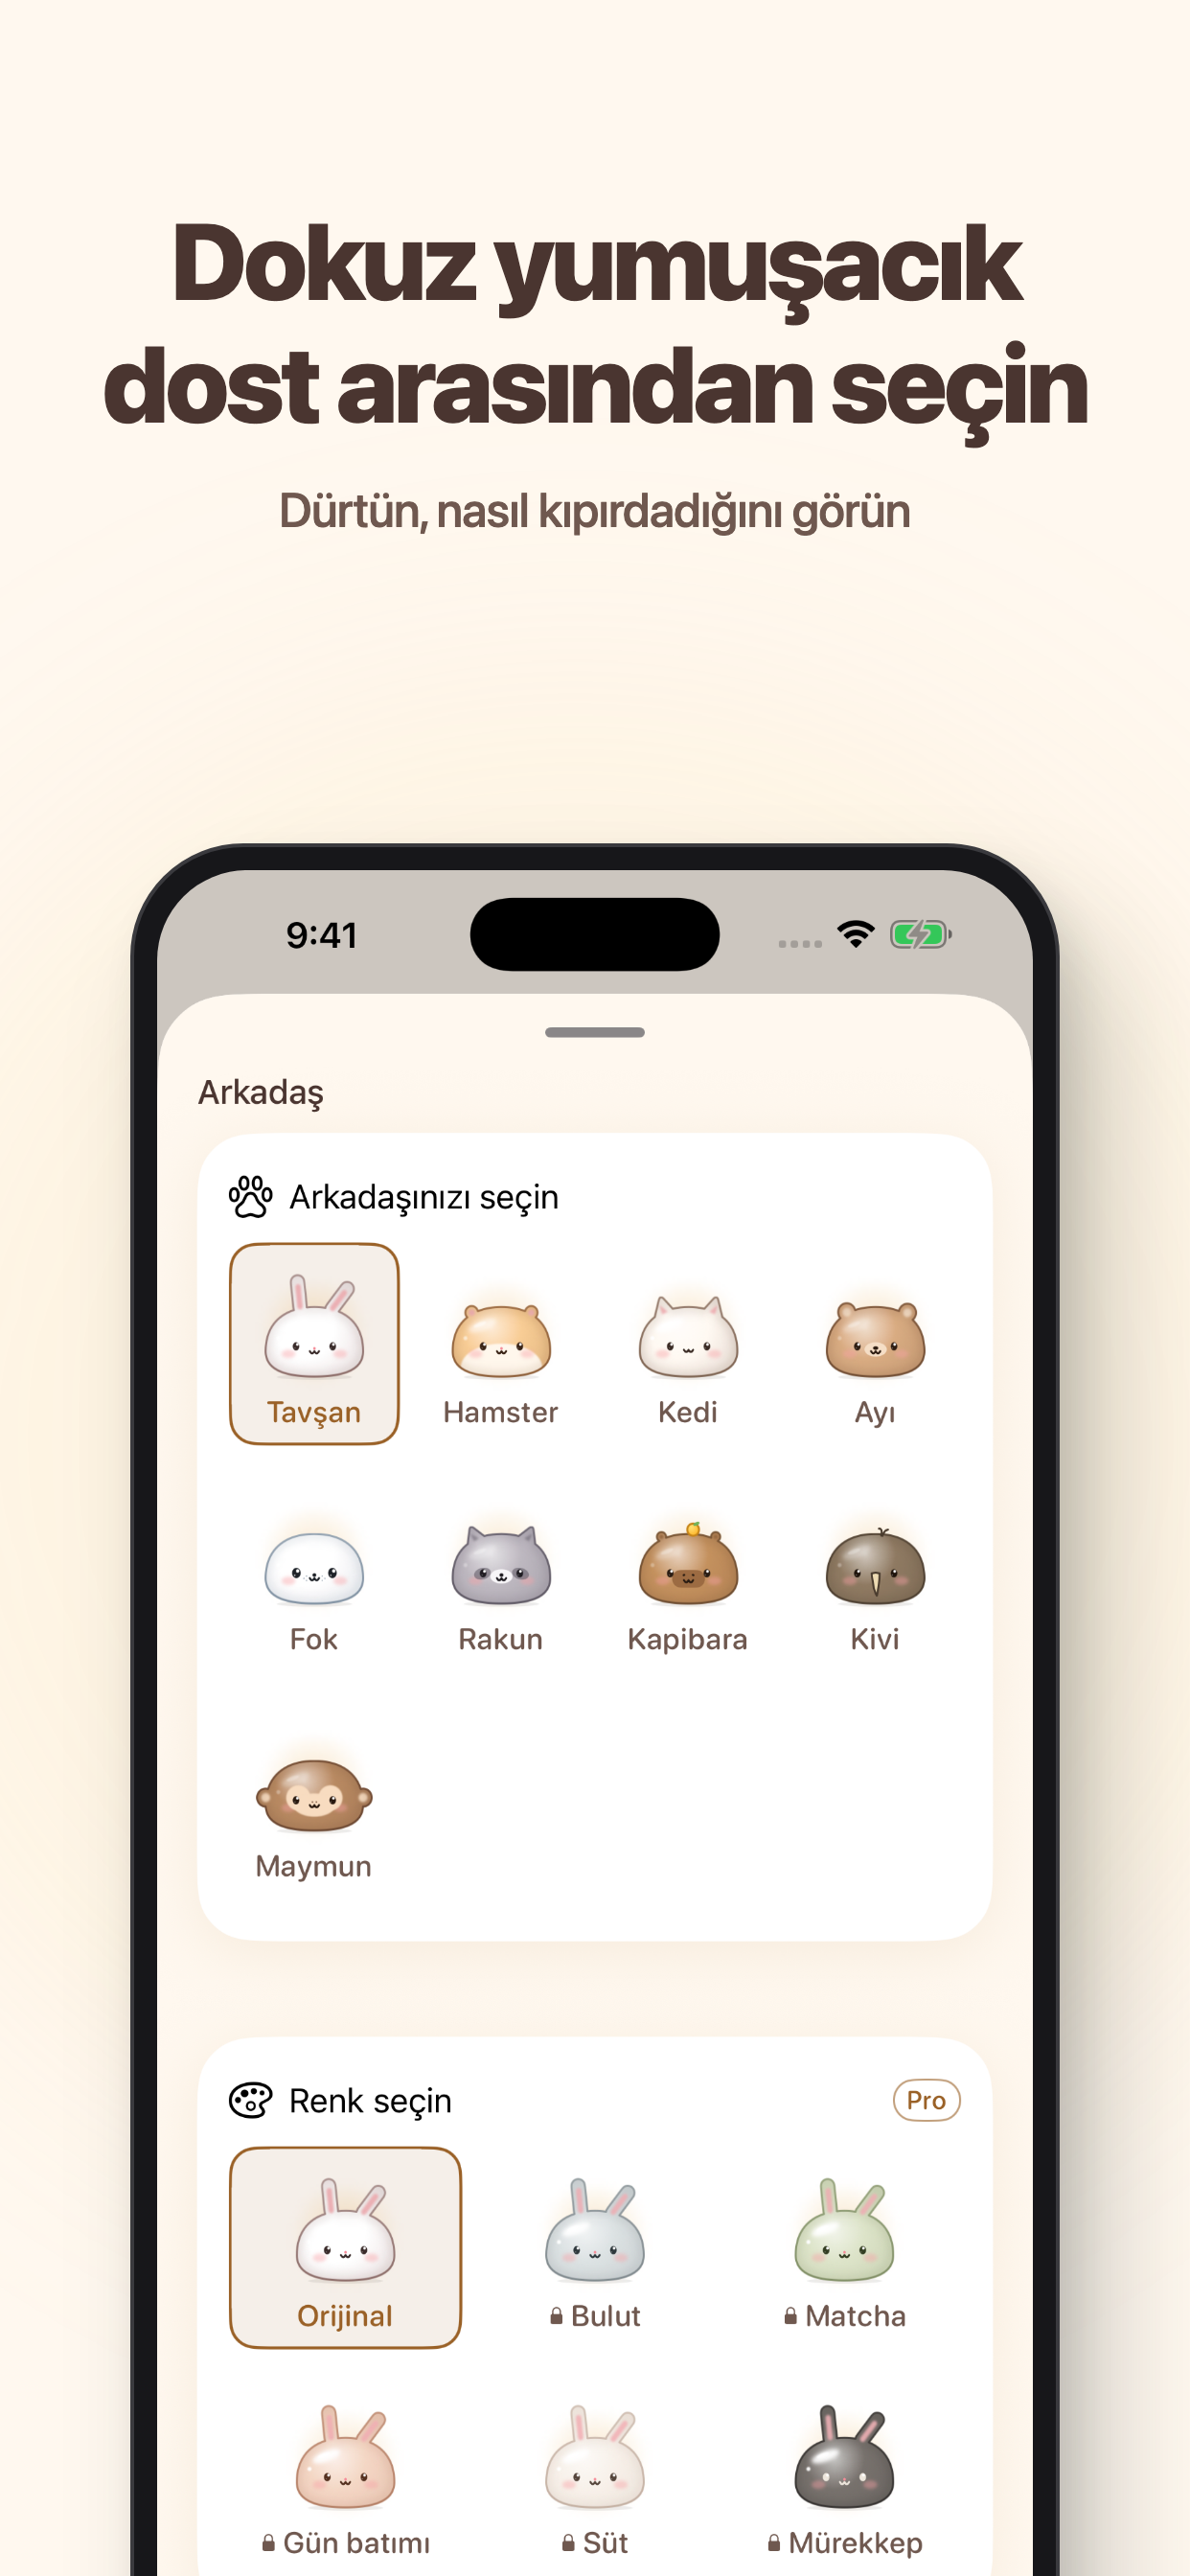 Dokuz yumuşacık
dost arasından seçin
Dürtün, nasıl kıpırdadığını görün
9:41
Arkadaş
Arkadaşınızı seçin
Tavşan
Hamster
Kedi
Ayı
Fok
Rakun
Kapibara
Kivi
Maymun
Renk seçin
Pro
Orijinal
Bulut
Matcha
Gün batımı
Süt
Mürekkep